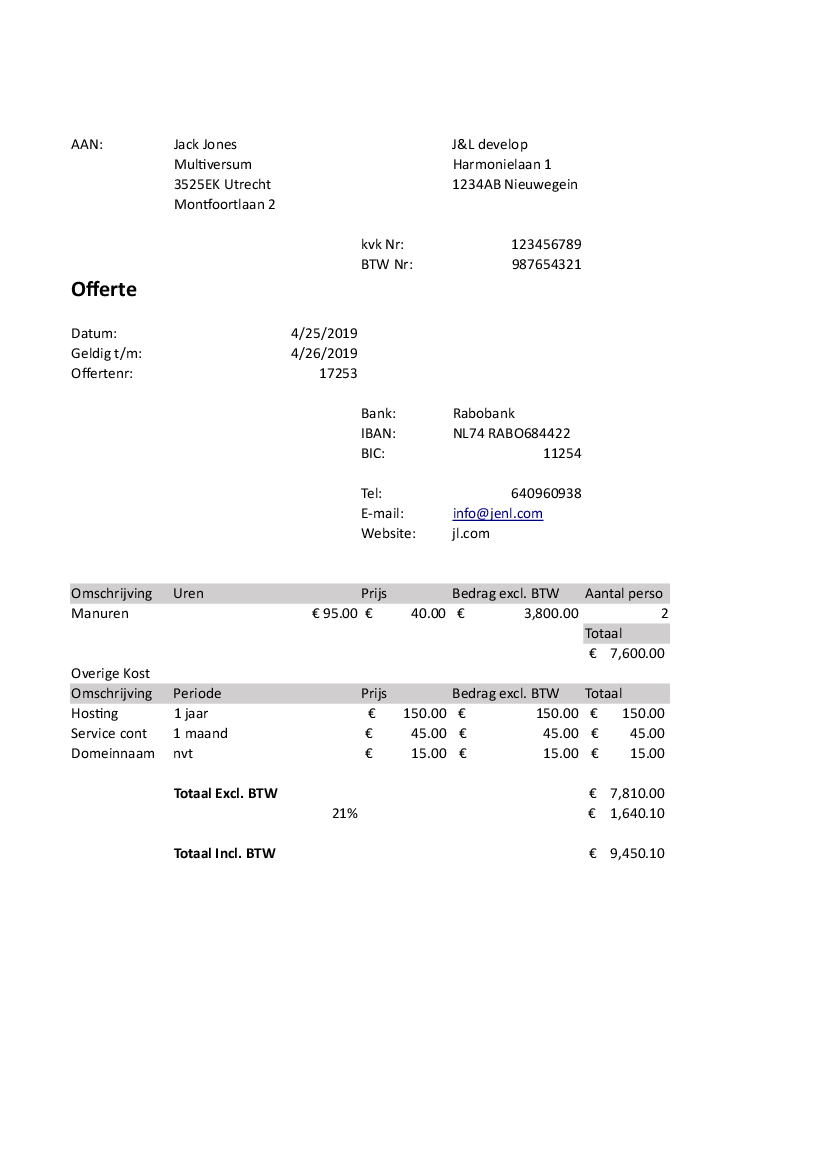 AAN: Jack Jones J&L develop
Multiversum Harmonielaan 1
3525EK Utrecht 1234AB Nieuwegein
Montfoortlaan 2
kvk Nr: 123456789
BTW Nr: 987654321
Offerte
Datum: 4/25/2019
Geldig t/m: 4/26/2019
Offertenr: 17253
Bank: Rabobank
IBAN: NL74 RABO684422
BIC: 11254
Tel: 640960938
E-mail: info@jenl.com
Website: jl.com
Omschrijving Uren Prijs Bedrag excl. BTW Aantal perso
Manuren € 95.00 € 40.00 € 3,800.00 2
Totaal
€ 7,600.00
Overige Kost
Omschrijving Periode Prijs Bedrag excl. BTW Totaal
Hosting 1 jaar € 150.00 € 150.00 € 150.00
Service cont 1 maand € 45.00 € 45.00 € 45.00
Domeinnaam nvt € 15.00 € 15.00 € 15.00
Totaal Excl. BTW € 7,810.00
21% € 1,640.10
Totaal Incl. BTW € 9,450.10